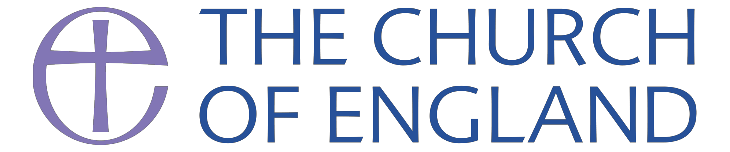 THE CHURCH
OF ENGLAND